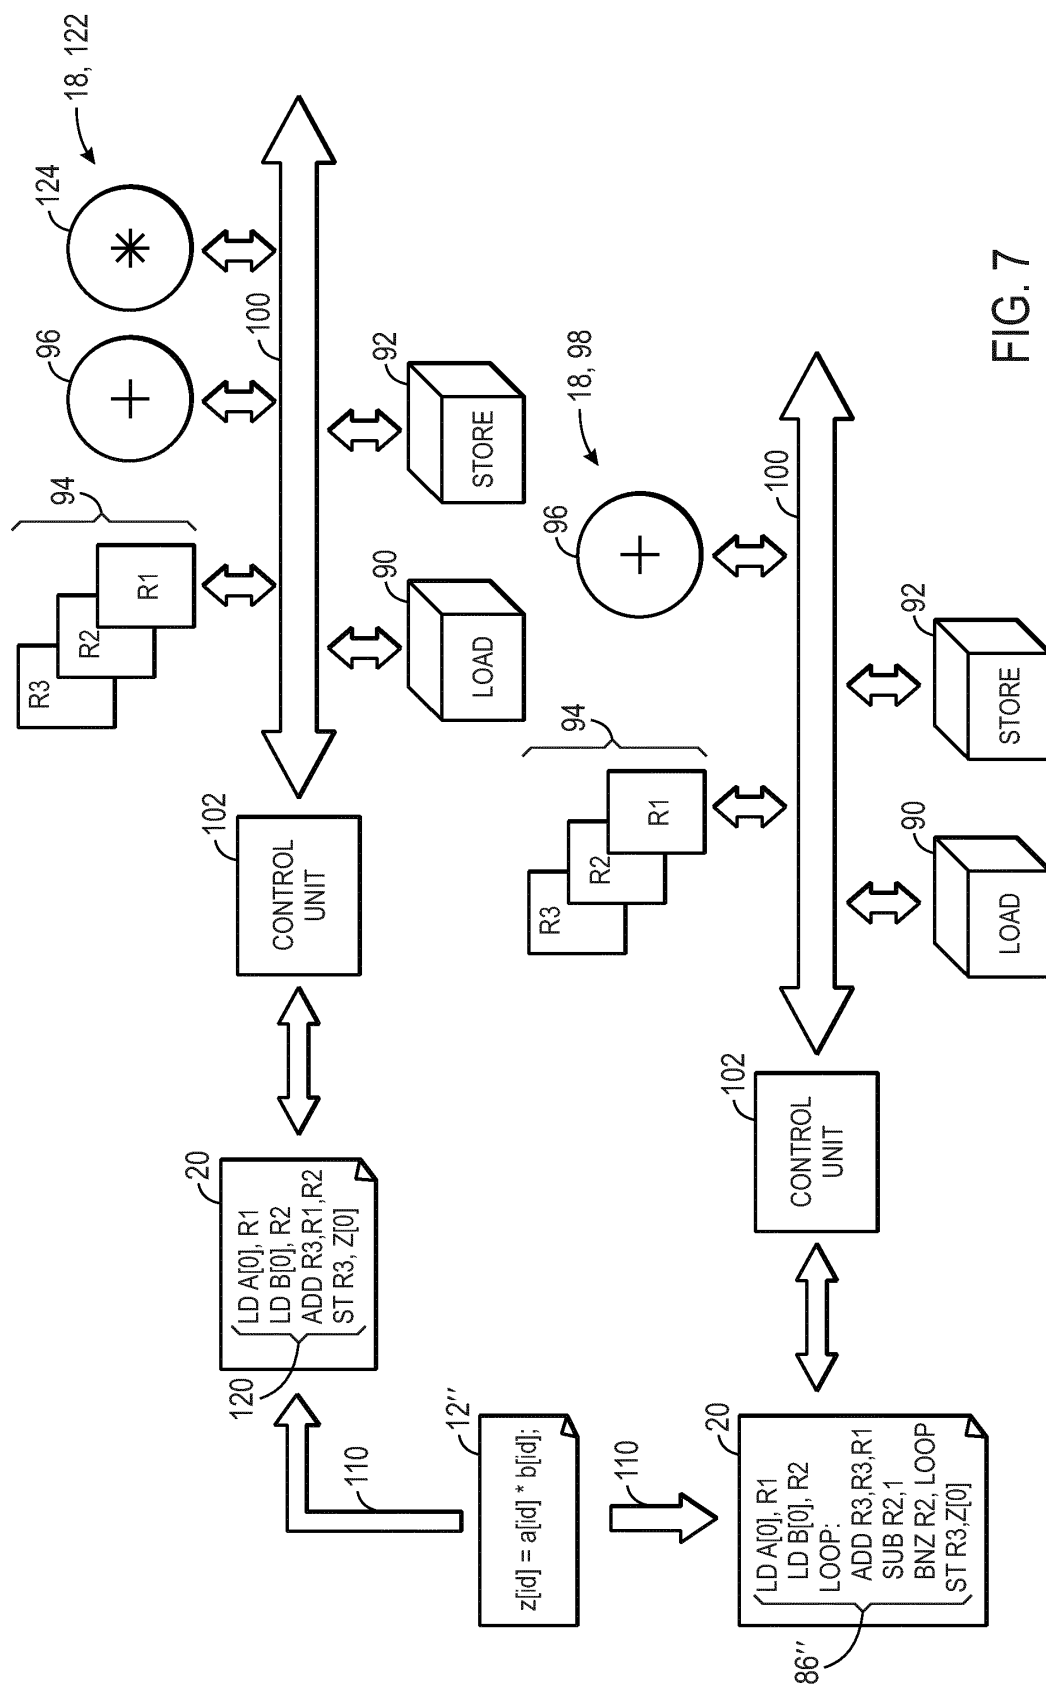 18, 122
124
96
94
R3
R2
R1
100
102
CONTROL
UNIT
90
LOAD
92
STORE
20
LD A[0], R1
LD B[0], R2
ADD R3,R1,R2
ST R3, Z[0]
120
110
12''
z[id] = a[id] * b[id];
110
20
LD A[0], R1
LD B[0], R2
LOOP:
ADD R3,R3,R1
SUB R2,1
BNZ R2, LOOP
ST R3,Z[0]
86''
102
CONTROL
UNIT
94
R3
R2
R1
96
18, 98
100
90
LOAD
92
STORE
FIG. 7